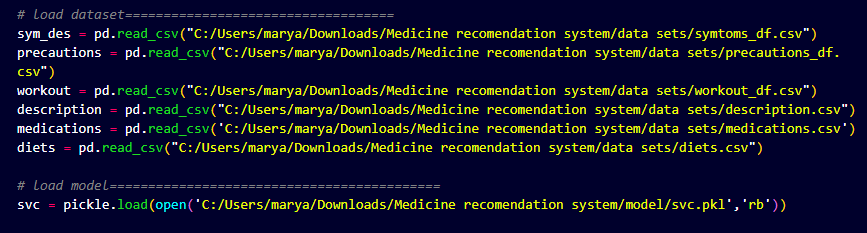 # load dataset===================================
sym_des = pd.read_csv("C:/Users/marya/Downloads/Medicine recomendation system/data sets/symtoms_df.csv")
precautions = pd.read_csv("C:/Users/marya/Downloads/Medicine recomendation system/data sets/precautions_df.
csv")
workout = pd.read_csv("C:/Users/marya/Downloads/Medicine recomendation system/data sets/workout_df.csv")
description = pd.read_csv("C:/Users/marya/Downloads/Medicine recomendation system/data sets/description.csv")
medications = pd.read_csv('C:/Users/marya/Downloads/Medicine recomendation system/data sets/medications.csv')
diets = pd.read_csv("C:/Users/marya/Downloads/Medicine recomendation system/data sets/diets.csv")
# load model===========================================
svc = pickle.load(open('C:/Users/marya/Downloads/Medicine recomendation system/model/svc.pkl','rb'))